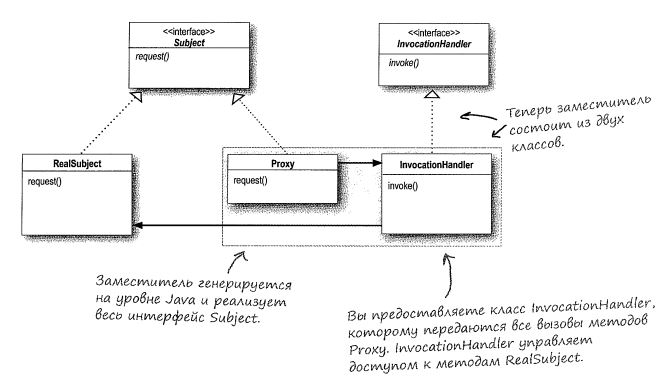 <<interface>>
Subject
request()
<<interface>>
InvocationHandler
invoke()
Теперь заместитель
состоит из двух
классов.
RealSubject
request()
Proxy
request()
InvocationHandler
invoke()
Заместитель генерируется
на уровне Java и реализует
весь интерфейс Subject.
Вы предоставляете класс InvocationHandler,
которому передаются все вызовы методов
Proxy. InvocationHandler управляет
доступом к методам RealSubject.